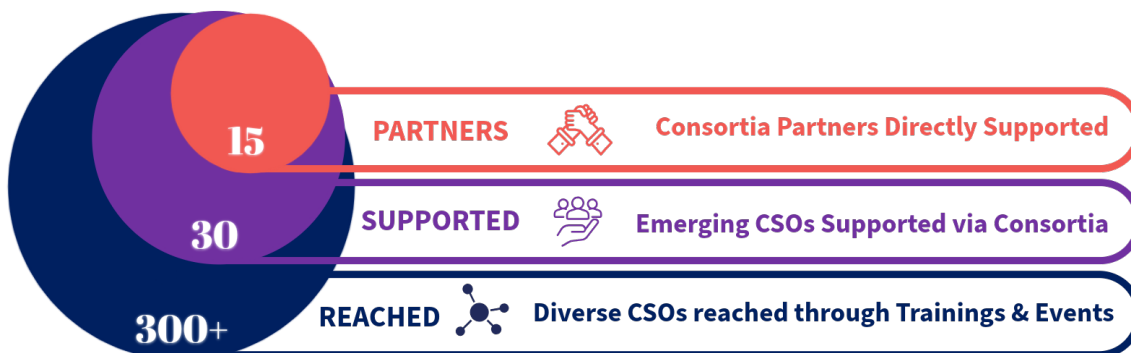 15
PARTNERS
Consortia Partners Directly Supported
30
SUPPORTED
Emerging CSOs Supported via Consortia
300+
REACHED
Diverse CSOs reached through Trainings & Events